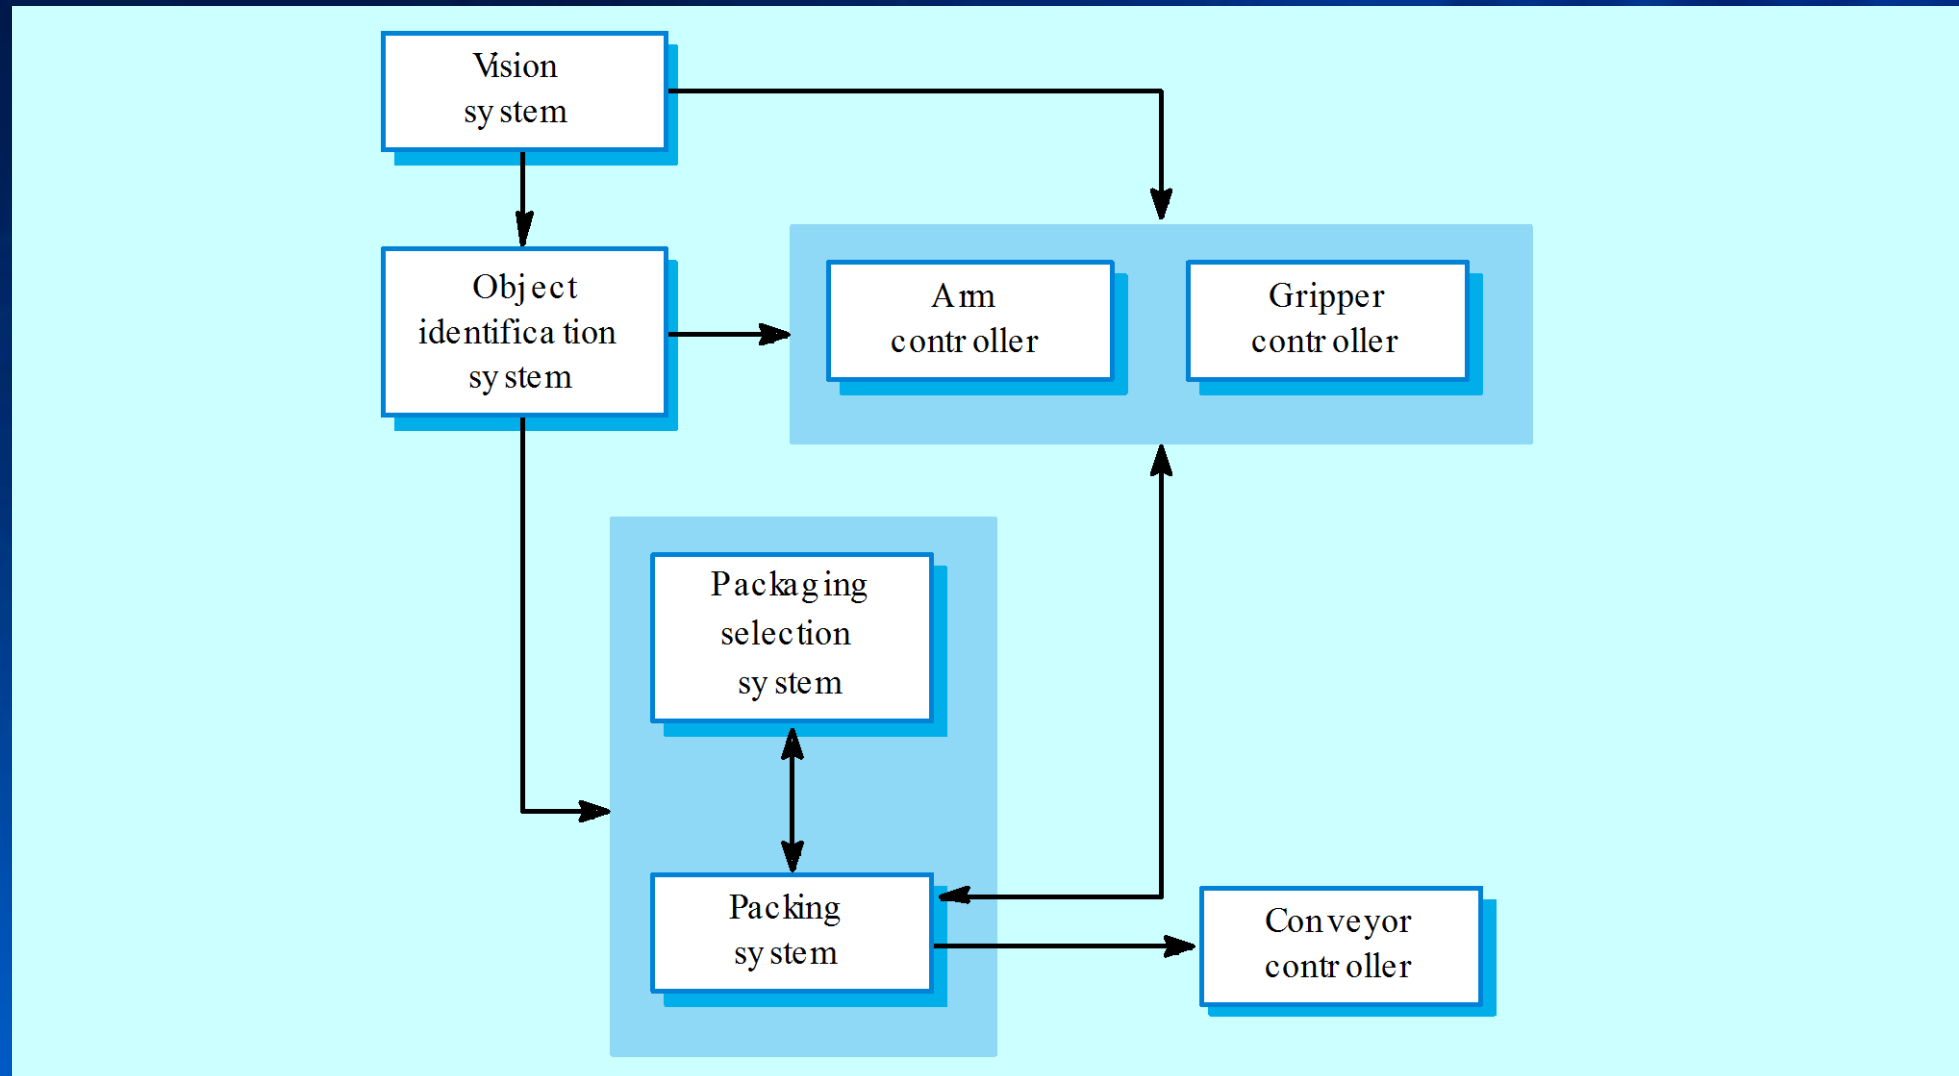 Vision
system
Object
identification
system
Arm
controller
Gripper
controller
Packaging
selection
system
Packing
system
Conveyor
controller